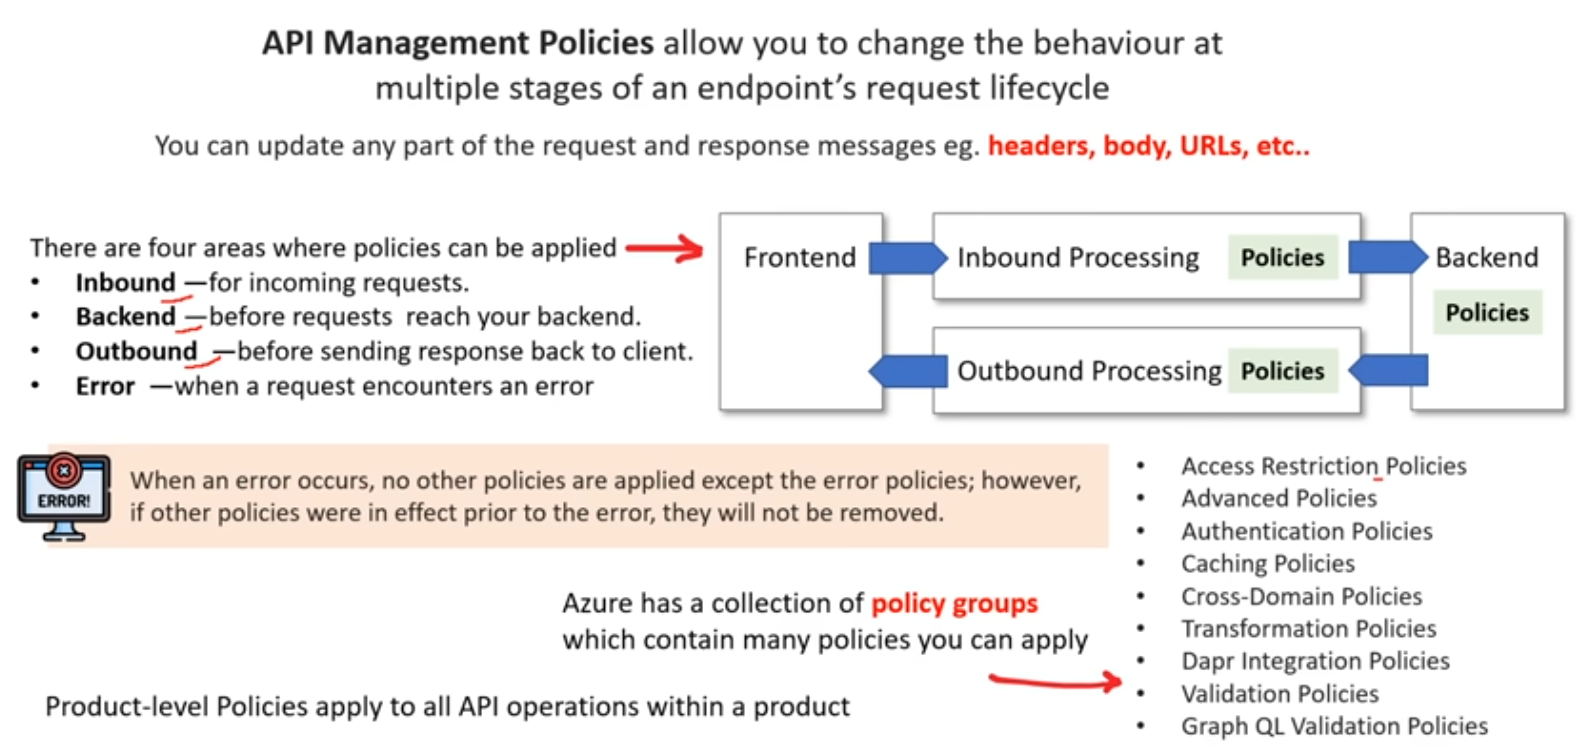 API Management Policies allow you to change the behaviour at
multiple stages of an endpoint's request lifecycle
You can update any part of the request and response messages eg. headers, body, URLs, etc..
There are four areas where policies can be applied
• Inbound —for incoming requests.
• Backend —before requests reach your backend.
• Outbound —before sending response back to client.
• Error —when a request encounters an error
Frontend
Inbound Processing Policies
Backend
Policies
Outbound Processing Policies
ERROR!
When an error occurs, no other policies are applied except the error policies; however,
if other policies were in effect prior to the error, they will not be removed.
Azure has a collection of policy groups
which contain many policies you can apply
• Access Restriction Policies
• Advanced Policies
• Authentication Policies
• Caching Policies
• Cross-Domain Policies
• Transformation Policies
• Dapr Integration Policies
• Validation Policies
• Graph QL Validation Policies
Product-level Policies apply to all API operations within a product